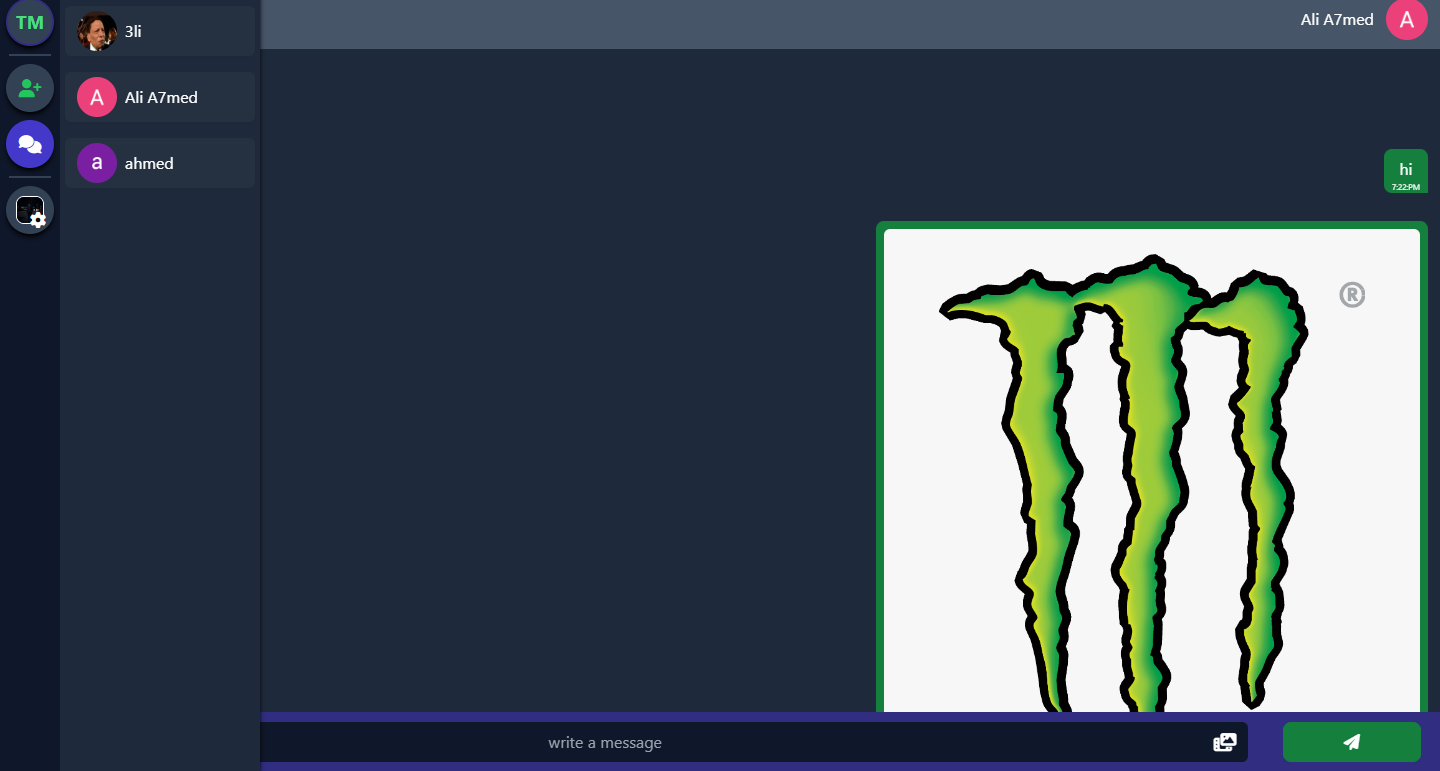 TM
3li
A Ali A7med
a ahmed
Ali A7med A
hi
7:22:PM
®
write a message